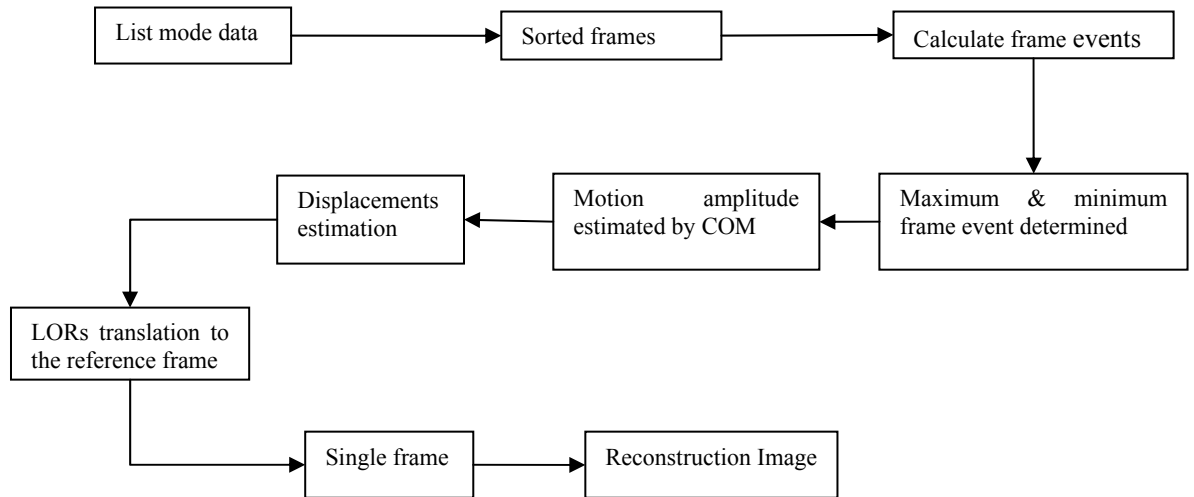 List mode data
Sorted frames
Calculate frame events
Maximum & minimum
frame event determined
Motion amplitude
estimated by COM
Displacements
estimation
LORs translation to
the reference frame
Single frame
Reconstruction Image